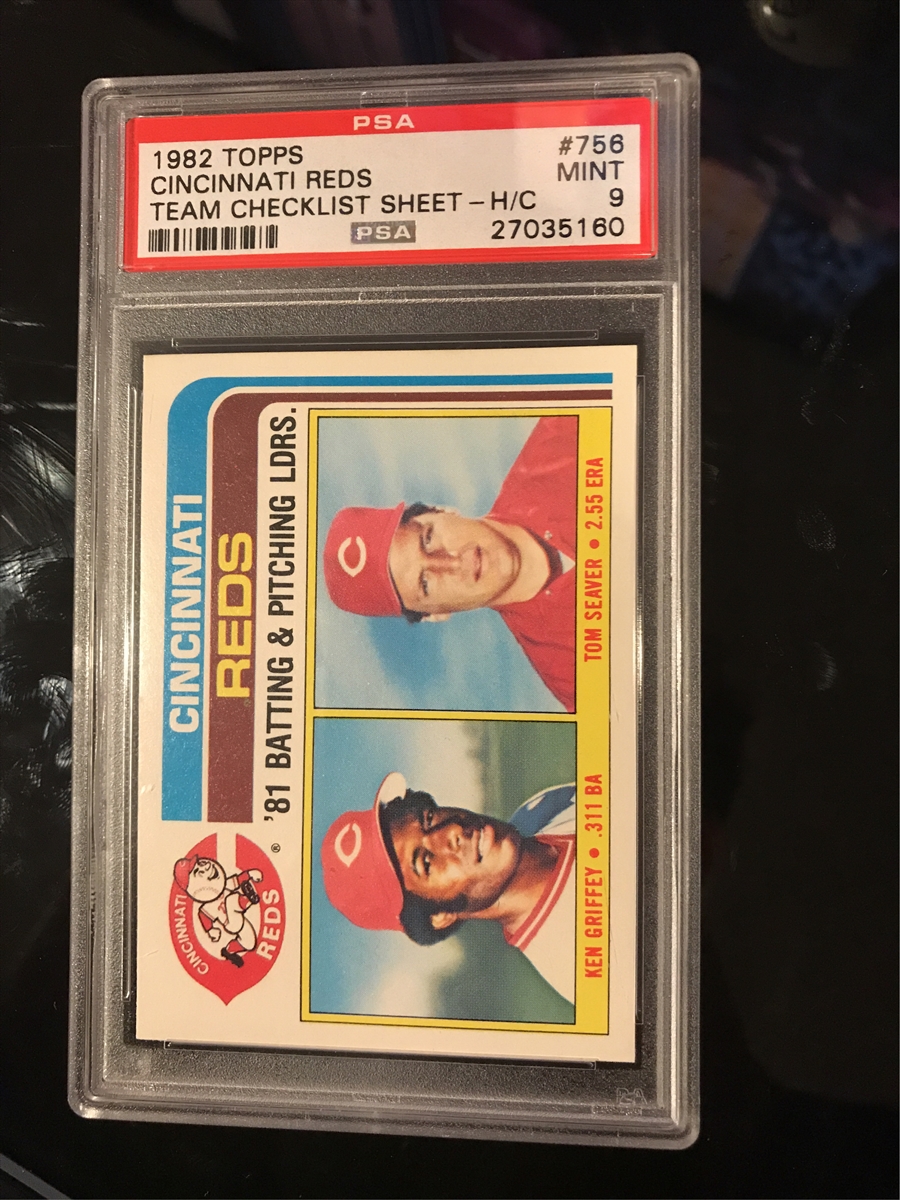 PSA
1982 TOPPS #756
CINCINNATI REDS MINT
TEAM CHECKLIST SHEET - H/C 9
PSA 27035160
CINCINNATI
REDS
'81 BATTING & PITCHING LDRS.
CINCINNATI
REDS
®
C
C
KEN GRIFFEY • .311 BA
TOM SEAVER • 2.55 ERA